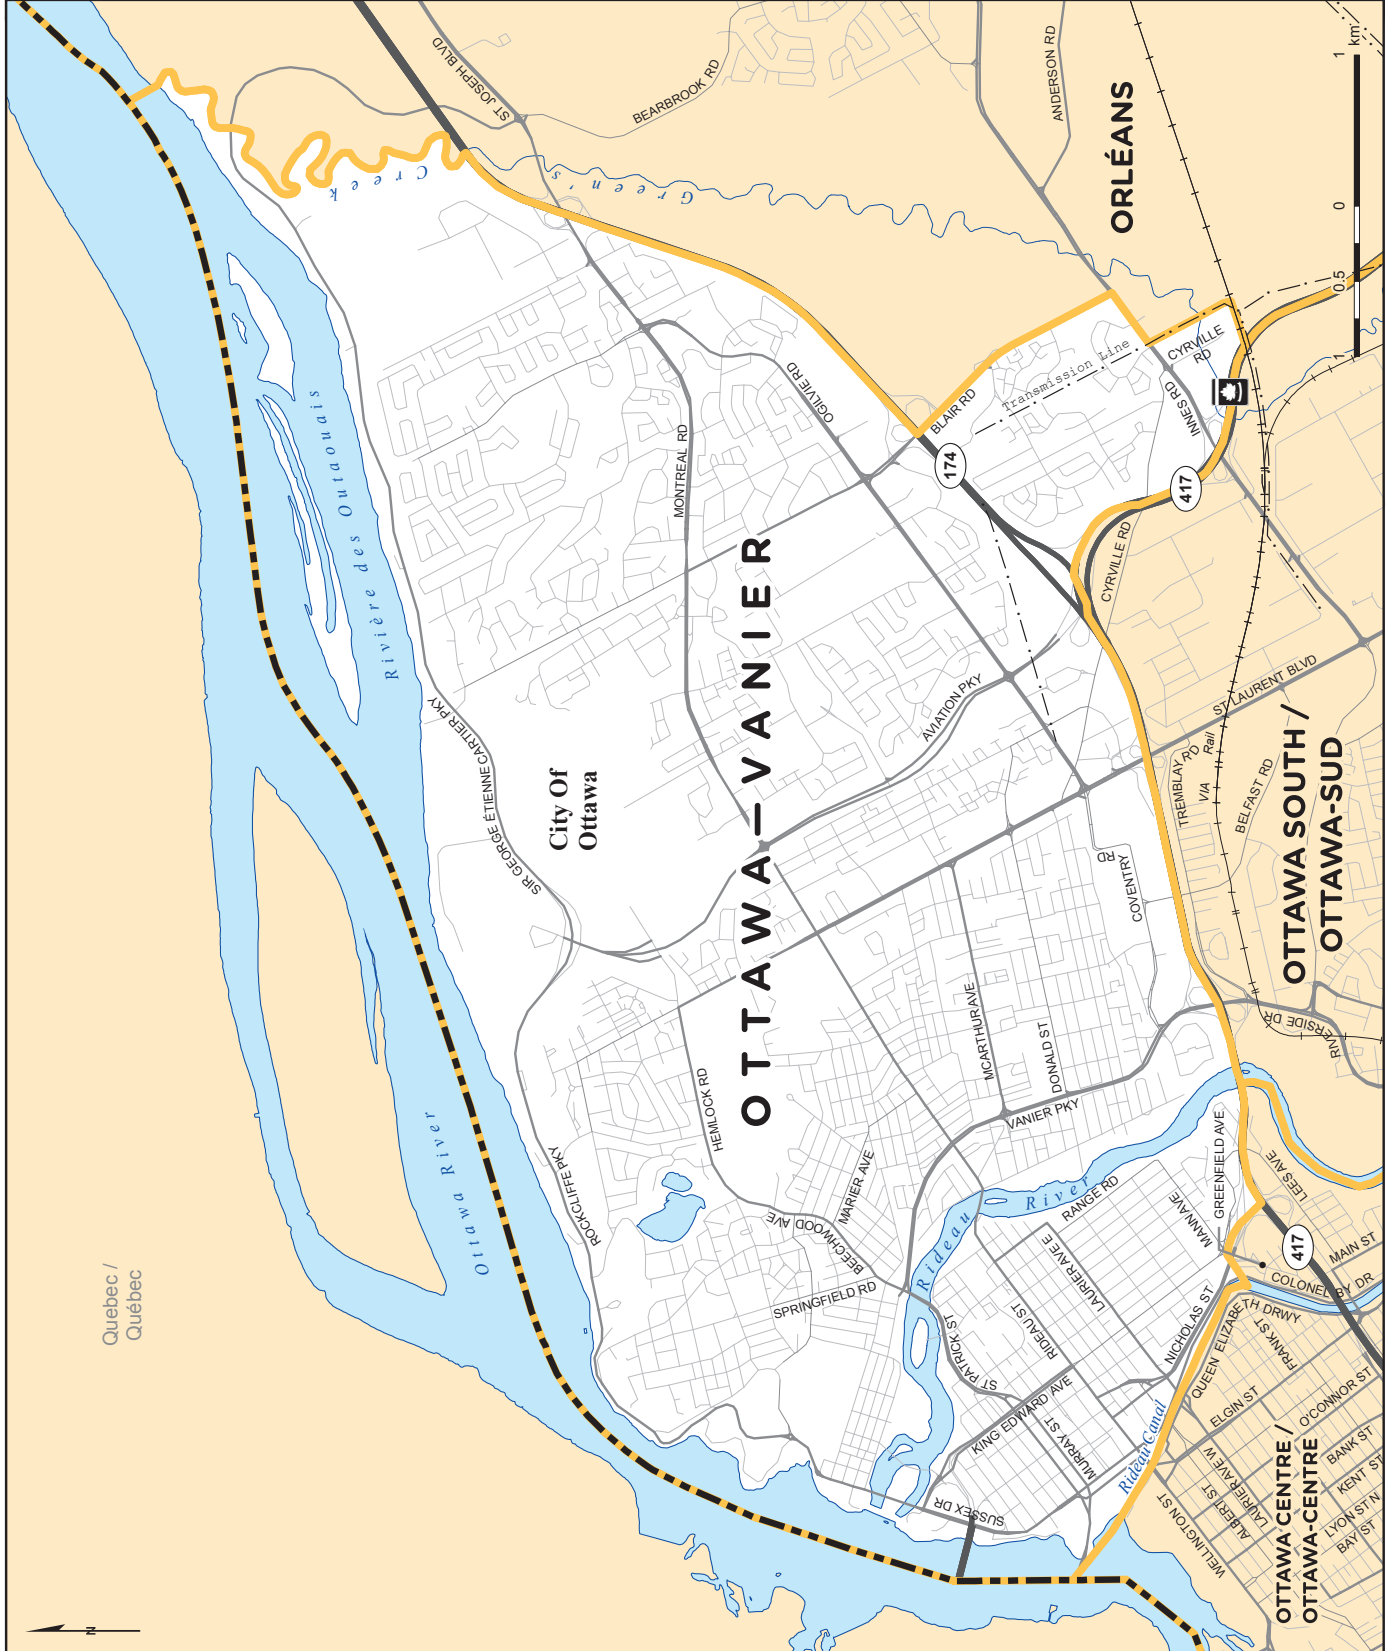 Quebec /
Québec
Ottawa River
Rivière des Outaouais
Green's
Creek
ST JOSEPH BLVD
BEARBROOK RD
ANDERSON RD
ORLÉANS
SIR GEORGE ÉTIENNE CARTIER PKY
MONTREAL RD
OGILVIE RD
BLAIR RD
Transmission Line
CYRVILLE
RD
INNES RD
174
417
CYRVILLE RD
City Of
Ottawa
OTTAWA—VANIER
AVIATION PKY
ST LAURENT BLVD
TREMBLAY RD
VIA Rail
BELFAST RD
COVENTRY
RD
OTTAWA SOUTH /
OTTAWA-SUD
RIVERSIDE DR
ROCKCLIFFE PKY
HEMLOCK RD
BEECHWOOD AVE
MARIER AVE
SPRINGFIELD RD
MCARTHUR AVE
DONALD ST
VANIER PKY
Rideau River
RANGE RD
MANN AVE
GREENFIELD AVE
LEES AVE
LAURIER AVE E
RIDEAU ST
ST PATRICK ST
KING EDWARD AVE
MURRAY ST
SUSSEX DR
NICHOLAS ST
Rideau Canal
COLONEL BY DR
MAIN ST
417
QUEEN ELIZABETH DRWY
FRANK ST
ELGIN ST
O'CONNOR ST
BANK ST
KENT ST
LYON ST N
BAY ST
LAURIER AVE W
ALBERT ST
WELLINGTON ST
OTTAWA CENTRE /
OTTAWA-CENTRE
N
1 0.5 0 1
km